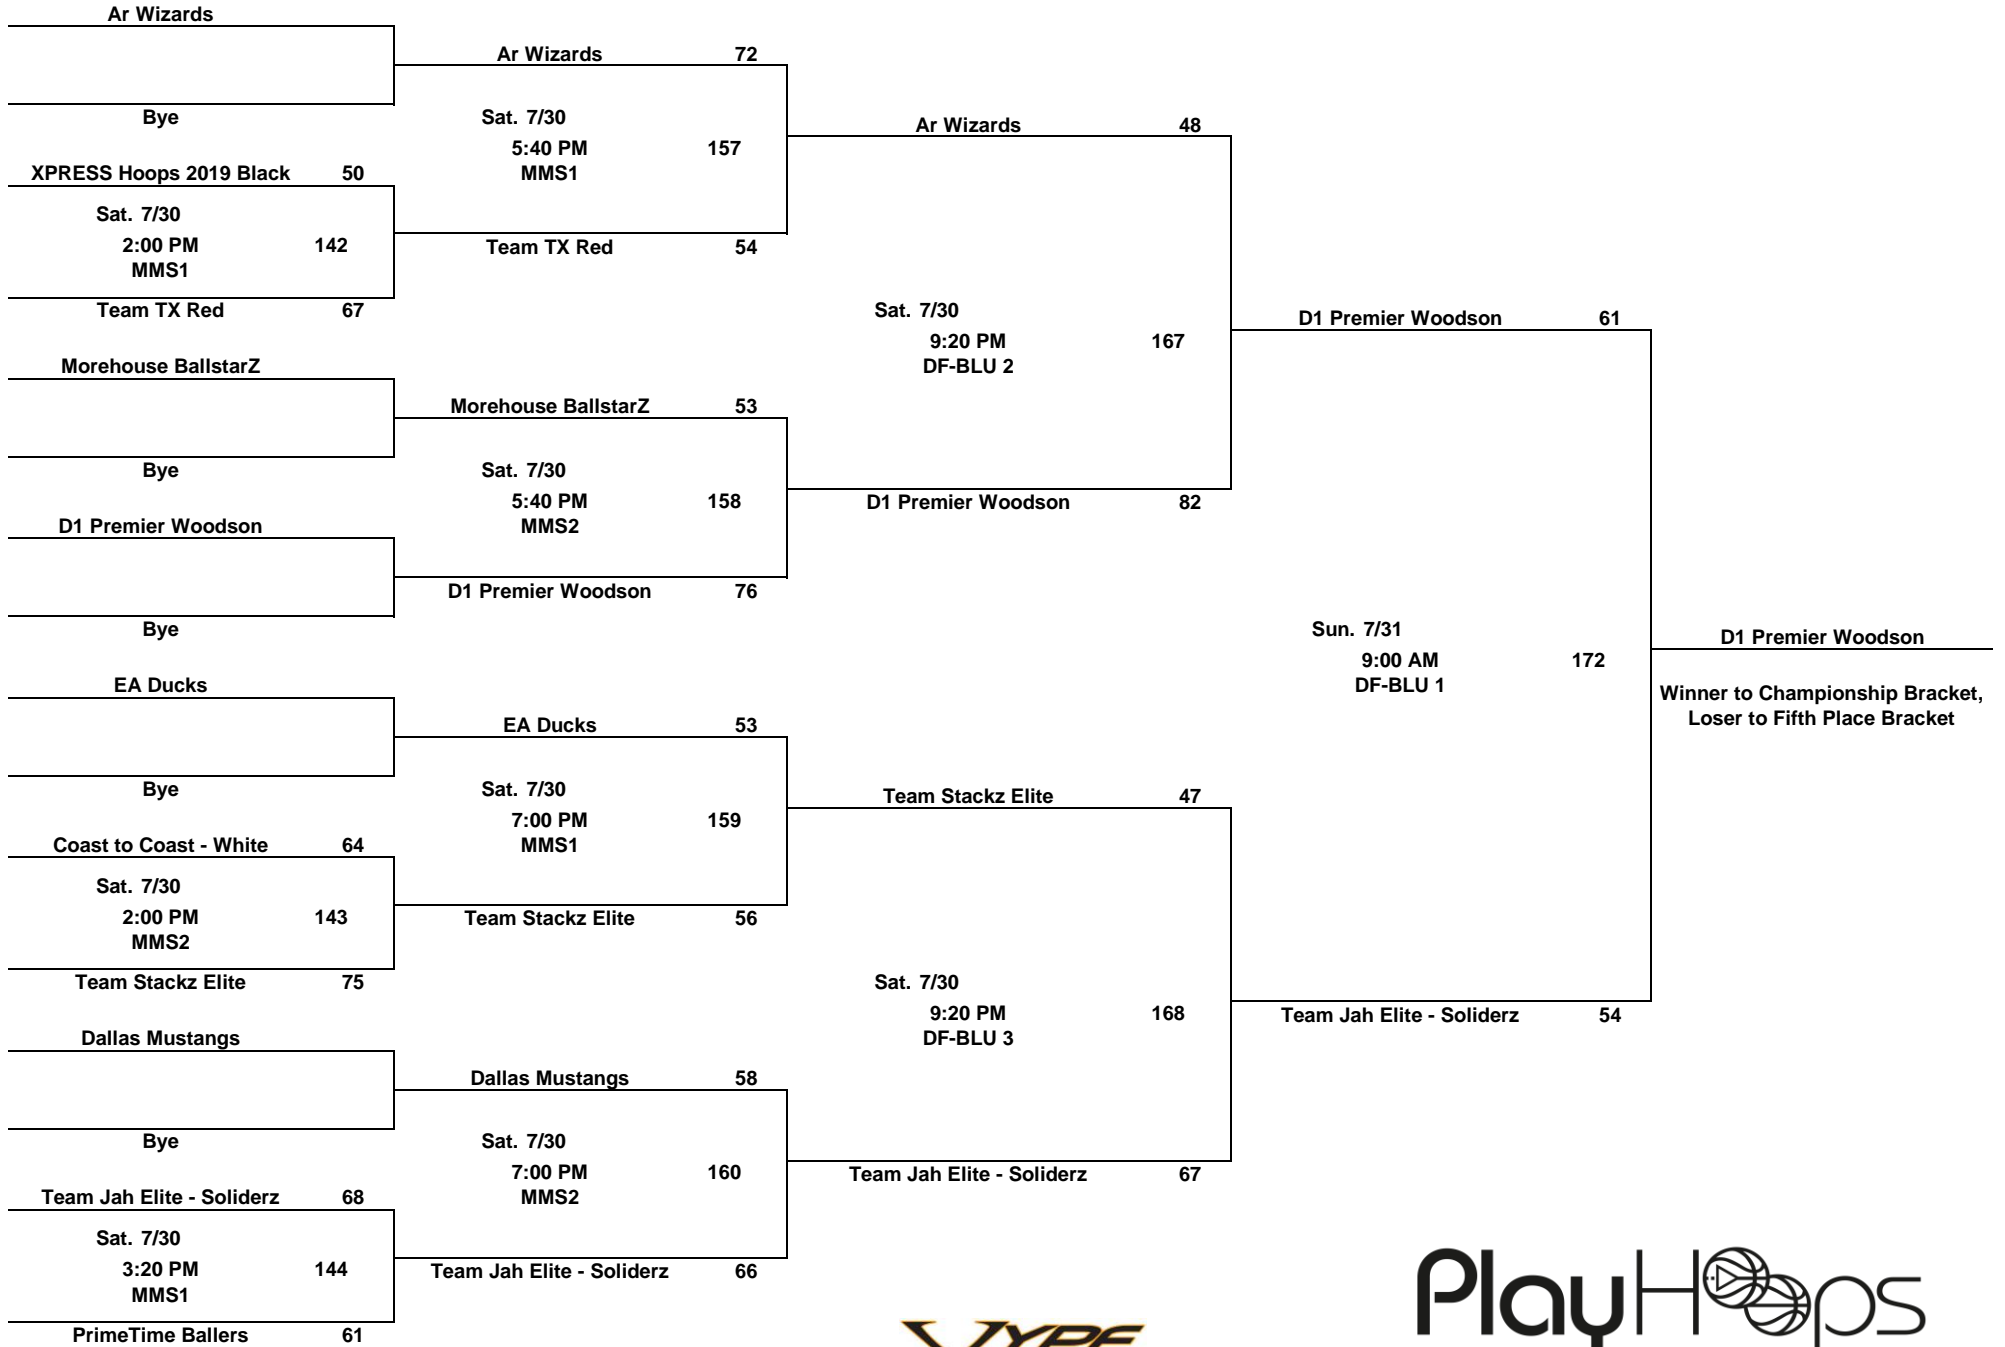 Ar Wizards
Ar Wizards 72
Bye
Sat. 7/30
5:40 PM 157
MMS1
Ar Wizards 48
XPRESS Hoops 2019 Black 50
Sat. 7/30
2:00 PM 142
MMS1
Team TX Red 54
Team TX Red 67
Sat. 7/30
9:20 PM 167
DF-BLU 2
D1 Premier Woodson 61
Morehouse BallstarZ
Morehouse BallstarZ 53
Bye
Sat. 7/30
5:40 PM 158
MMS2
D1 Premier Woodson 82
D1 Premier Woodson
D1 Premier Woodson 76
Bye
Sun. 7/31
9:00 AM 172
DF-BLU 1
D1 Premier Woodson
Winner to Championship Bracket,
Loser to Fifth Place Bracket
EA Ducks
EA Ducks 53
Bye
Sat. 7/30
7:00 PM 159
MMS1
Team Stackz Elite 47
Coast to Coast - White 64
Sat. 7/30
2:00 PM 143
MMS2
Team Stackz Elite 56
Team Stackz Elite 75
Sat. 7/30
9:20 PM 168
DF-BLU 3
Team Jah Elite - Soliderz 54
Dallas Mustangs
Dallas Mustangs 58
Bye
Sat. 7/30
7:00 PM 160
MMS2
Team Jah Elite - Soliderz 67
Team Jah Elite - Soliderz 68
Sat. 7/30
3:20 PM 144
MMS1
Team Jah Elite - Soliderz 66
PrimeTime Ballers 61
VYPE
PlayHoops